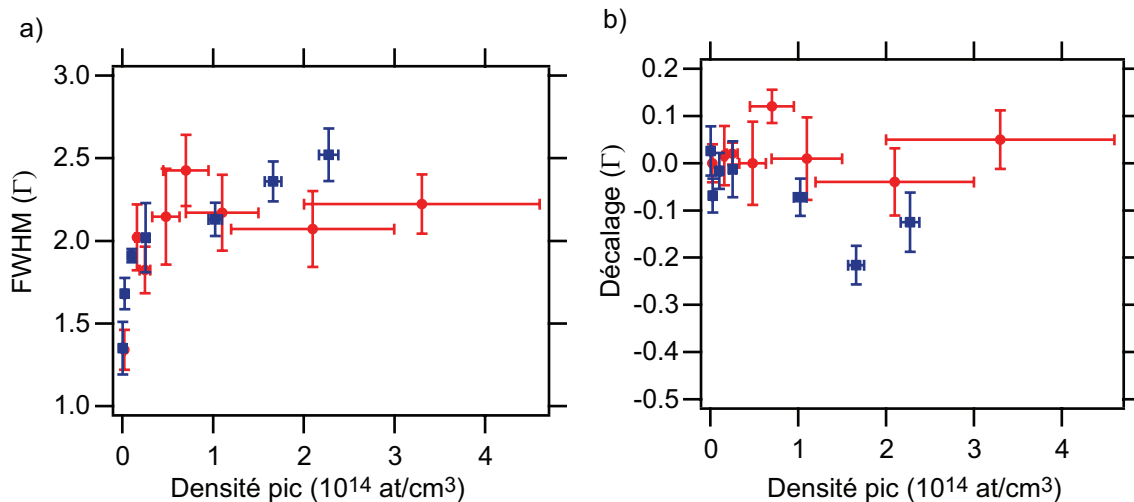 a)
FWHM (Γ)
3.0
2.5
2.0
1.5
1.0
0 1 2 3 4
Densité pic (10¹⁴ at/cm³)
b)
Décalage (Γ)
0.2
0.1
0.0
-0.1
-0.2
-0.3
-0.4
-0.5
0 1 2 3 4
Densité pic (10¹⁴ at/cm³)